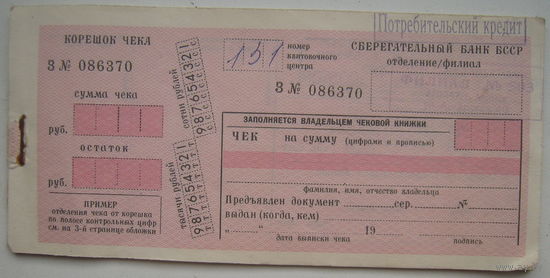 Потребительский кредит
КОРЕШОК ЧЕКА
З № 086370
сумма чека
руб.
остаток
руб.
ПРИМЕР
отделения чека от корешка
по полосе контрольных цифр
см. на 3-й странице обложки
тысячи рублей
987654321
сотни рублей
987654321
151
номер
квитовочного
центра
СБЕРЕГАТЕЛЬНЫЙ БАНК БССР
отделение/филиал
З № 086370
ЗАПОЛНЯЕТСЯ ВЛАДЕЛЬЦЕМ ЧЕКОВОЙ КНИЖКИ
ЧЕК на сумму (цифрами и прописью)
фамилия, имя, отчество владельца
Предъявлен документ сер. №
выдан (когда, кем)
„ “ 19
дата выписки чека подпись